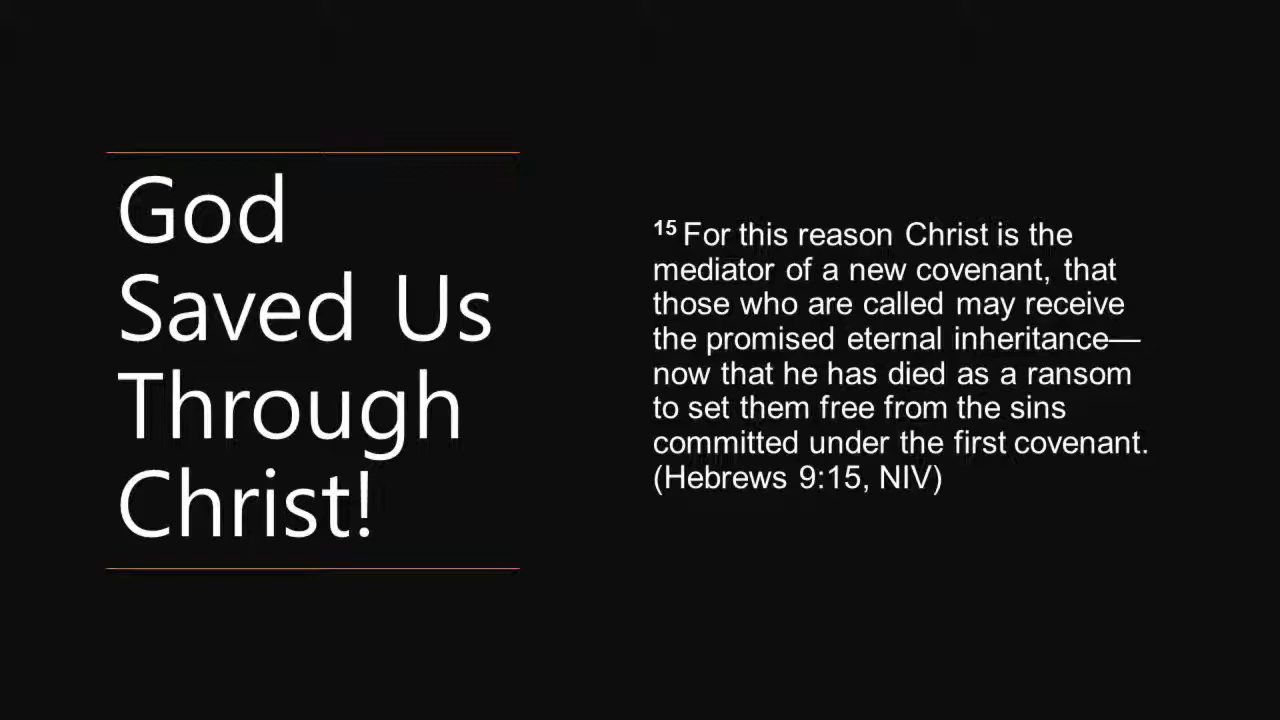 God
Saved Us
Through
Christ!
15 For this reason Christ is the
mediator of a new covenant, that
those who are called may receive
the promised eternal inheritance—
now that he has died as a ransom
to set them free from the sins
committed under the first covenant.
(Hebrews 9:15, NIV)